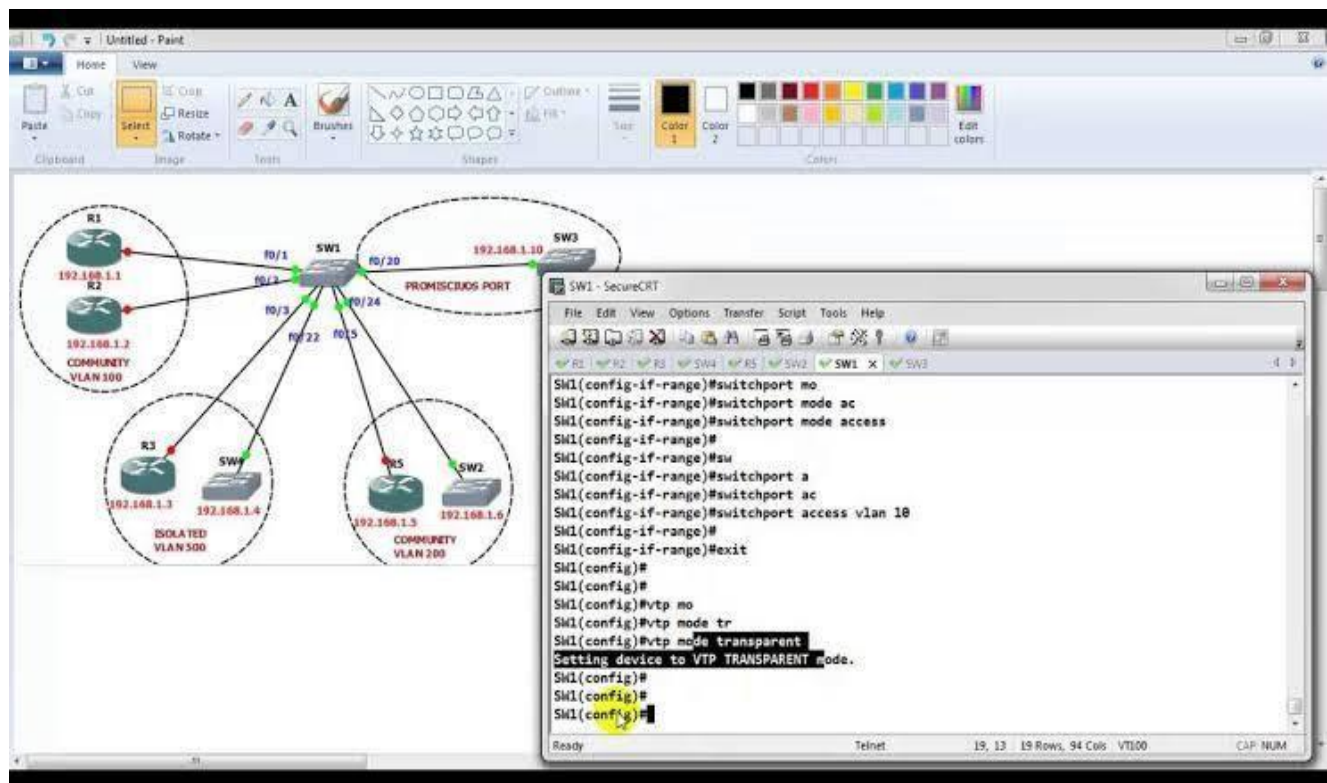 Untitled - Paint
Home View
Paste
Cut
Copy
Select
Crop
Resize
Rotate
Brushes
Outline
Fill
Size
Color 1
Color 2
Edit colors
Clipboard
Image
Tools
Shapes
Colors
R1
192.168.1.1
R2
192.168.1.2
COMMUNITY
VLAN 100
f0/1
f0/2
f0/3
f0/22
f0/24
SW1
f0/20
192.168.1.10
SW3
PROMISCIUOS PORT
R3
192.168.1.3
SW4
192.168.1.4
ISOLATED
VLAN 500
R5
192.168.1.5
SW2
192.168.1.6
COMMUNITY
VLAN 200
SW1 - SecureCRT
File Edit View Options Transfer Script Tools Help
R1 R2 R3 SW4 R5 SW2 SW1 SW3
SW1(config-if-range)#switchport mo
SW1(config-if-range)#switchport mode ac
SW1(config-if-range)#switchport mode access
SW1(config-if-range)#
SW1(config-if-range)#sw
SW1(config-if-range)#switchport a
SW1(config-if-range)#switchport ac
SW1(config-if-range)#switchport access vlan 10
SW1(config-if-range)#
SW1(config-if-range)#exit
SW1(config)#
SW1(config)#
SW1(config)#vtp mo
SW1(config)#vtp mode tr
SW1(config)#vtp mode transparent
Setting device to VTP TRANSPARENT mode.
SW1(config)#
SW1(config)#
SW1(config)#
Ready Telnet 19, 13 19 Rows, 94 Cols VT100 CAP NUM